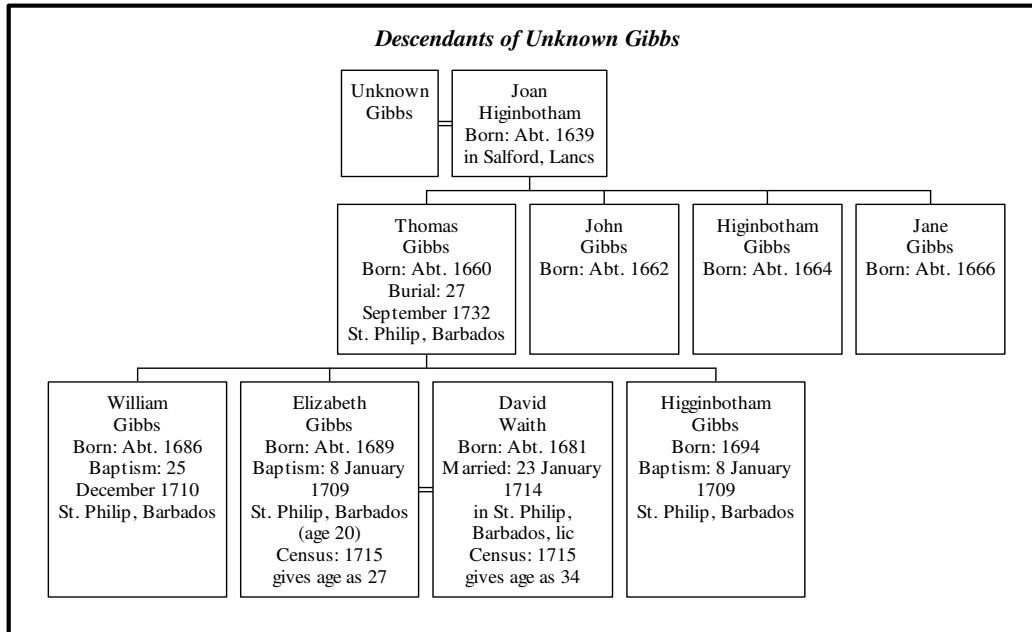 Descendants of Unknown Gibbs
Unknown
Gibbs
Joan
Higinbotham
Born: Abt. 1639
in Salford, Lancs
Thomas
Gibbs
Born: Abt. 1660
Burial: 27
September 1732
St. Philip, Barbados
John
Gibbs
Born: Abt. 1662
Higinbotham
Gibbs
Born: Abt. 1664
Jane
Gibbs
Born: Abt. 1666
William
Gibbs
Born: Abt. 1686
Baptism: 25
December 1710
St. Philip, Barbados
Elizabeth
Gibbs
Born: Abt. 1689
Baptism: 8 January
1709
St. Philip, Barbados
(age 20)
Census: 1715
gives age as 27
David
Waith
Born: Abt. 1681
Married: 23 January
1714
in St. Philip,
Barbados, lic
Census: 1715
gives age as 34
Higginbotham
Gibbs
Born: 1694
Baptism: 8 January
1709
St. Philip, Barbados